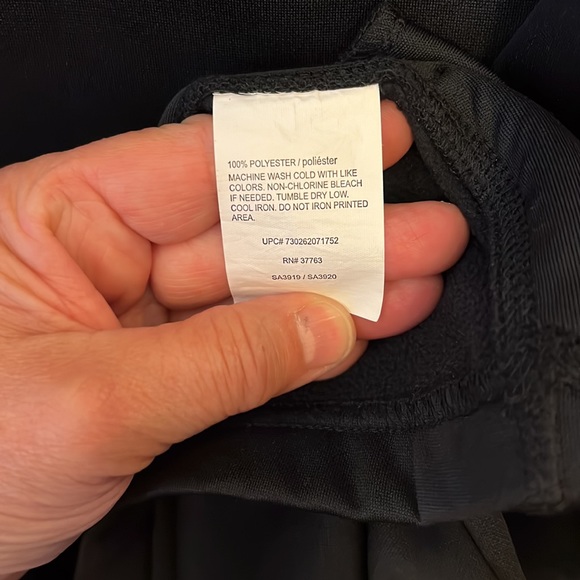 100% POLYESTER / poliéster
MACHINE WASH COLD WITH LIKE
COLORS. NON-CHLORINE BLEACH
IF NEEDED. TUMBLE DRY LOW.
COOL IRON. DO NOT IRON PRINTED
AREA.
UPC# 730262071752
RN# 37763
SA3919 / SA3920